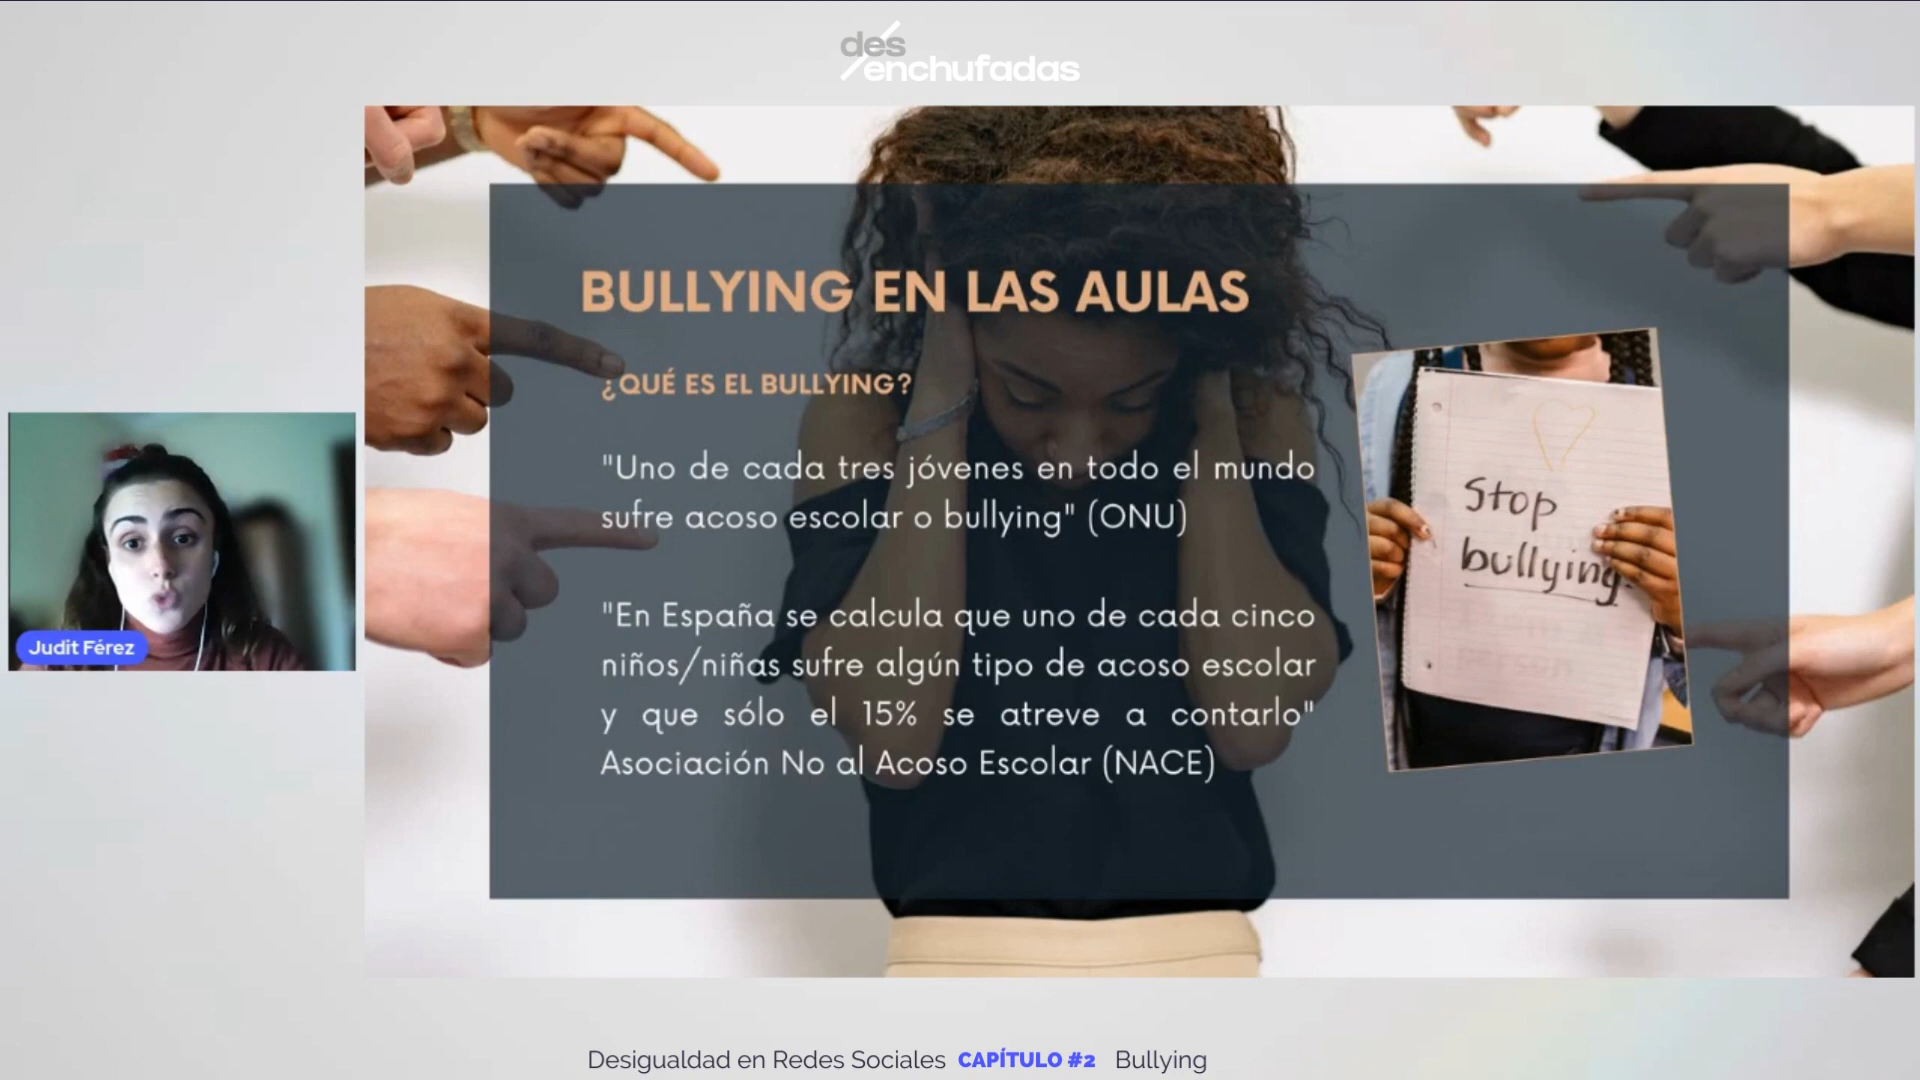 des
enchufadas
BULLYING EN LAS AULAS
¿QUÉ ES EL BULLYING?
"Uno de cada tres jóvenes en todo el mundo
sufre acoso escolar o bullying" (ONU)
"En España se calcula que uno de cada cinco
niños/niñas sufre algún tipo de acoso escolar
y que sólo el 15% se atreve a contarlo"
Asociación No al Acoso Escolar (NACE)
Stop
bullying.
Judit Férez
Desigualdad en Redes Sociales CAPÍTULO #2 Bullying